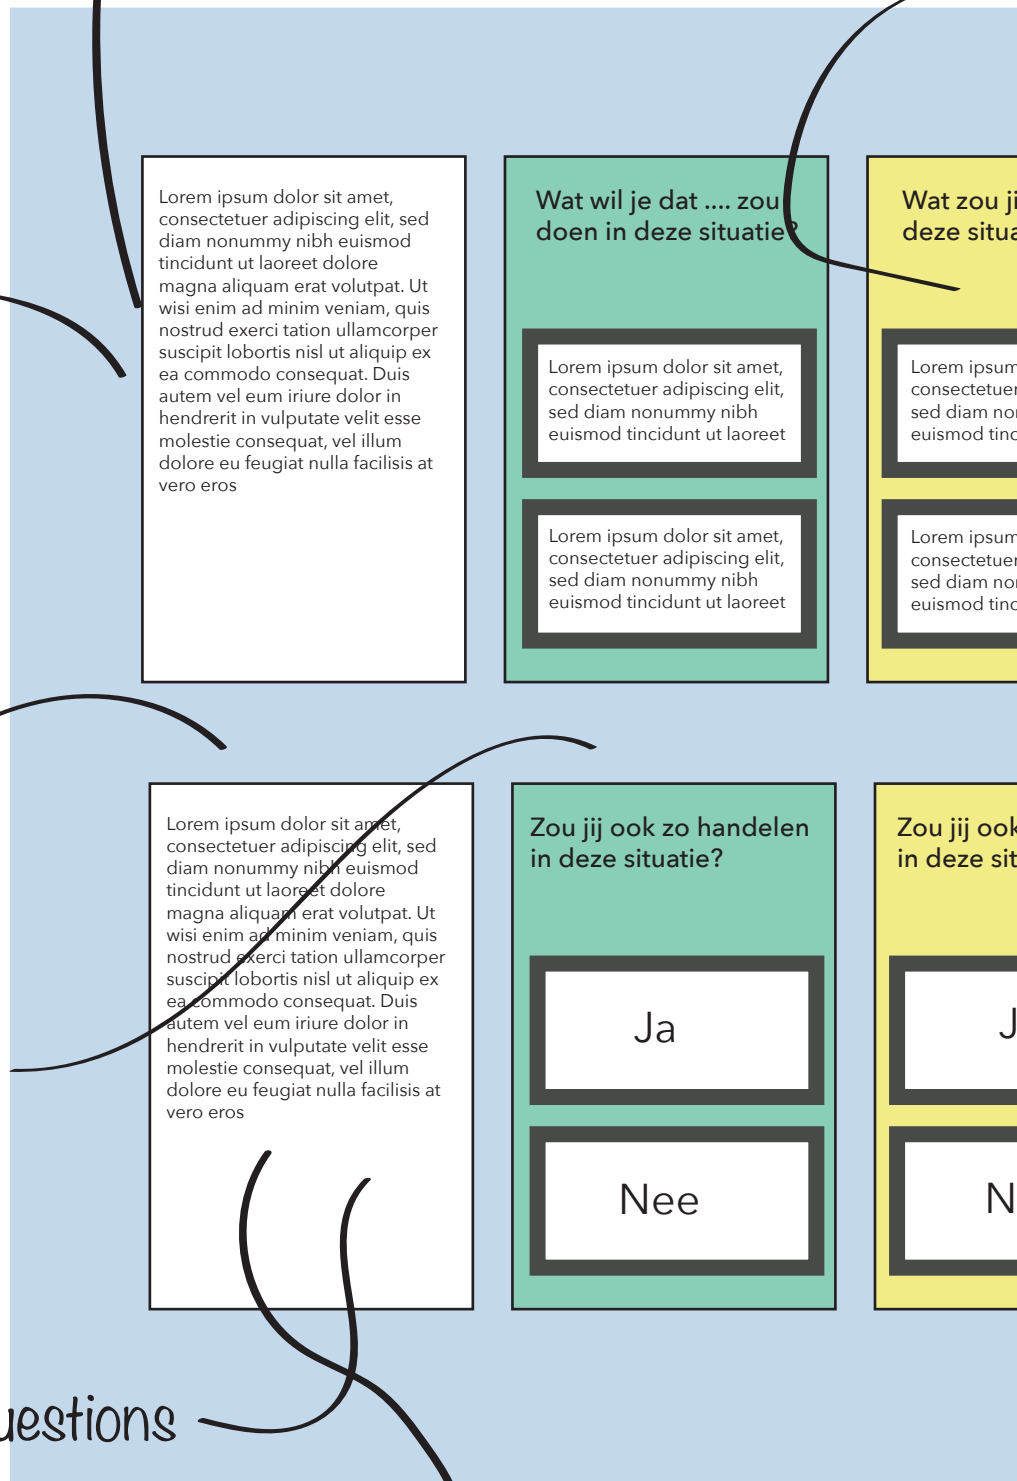 Lorem ipsum dolor sit amet,
consectetuer adipiscing elit, sed
diam nonummy nibh euismod
tincidunt ut laoreet dolore
magna aliquam erat volutpat. Ut
wisi enim ad minim veniam, quis
nostrud exerci tation ullamcorper
suscipit lobortis nisl ut aliquip ex
ea commodo consequat. Duis
autem vel eum iriure dolor in
hendrerit in vulputate velit esse
molestie consequat, vel illum
dolore eu feugiat nulla facilisis at
vero eros
Wat wil je dat .... zou
doen in deze situatie?
Lorem ipsum dolor sit amet,
consectetuer adipiscing elit,
sed diam nonummy nibh
euismod tincidunt ut laoreet
Lorem ipsum dolor sit amet,
consectetuer adipiscing elit,
sed diam nonummy nibh
euismod tincidunt ut laoreet
Wat zou
deze
Lorem ipsum
consectetuer
sed diam
euismod
Lorem ipsum
consectetuer
sed diam
euismod
Lorem ipsum dolor sit amet,
consectetuer adipiscing elit, sed
diam nonummy nibh euismod
tincidunt ut laoreet dolore
magna aliquam erat volutpat. Ut
wisi enim ad minim veniam, quis
nostrud exerci tation ullamcorper
suscipit lobortis nisl ut aliquip ex
ea commodo consequat. Duis
autem vel eum iriure dolor in
hendrerit in vulputate velit esse
molestie consequat, vel illum
dolore eu feugiat nulla facilisis at
vero eros
Zou jij ook zo handelen
in deze situatie?
Ja
Nee
Zou jij ook
in deze
uestions